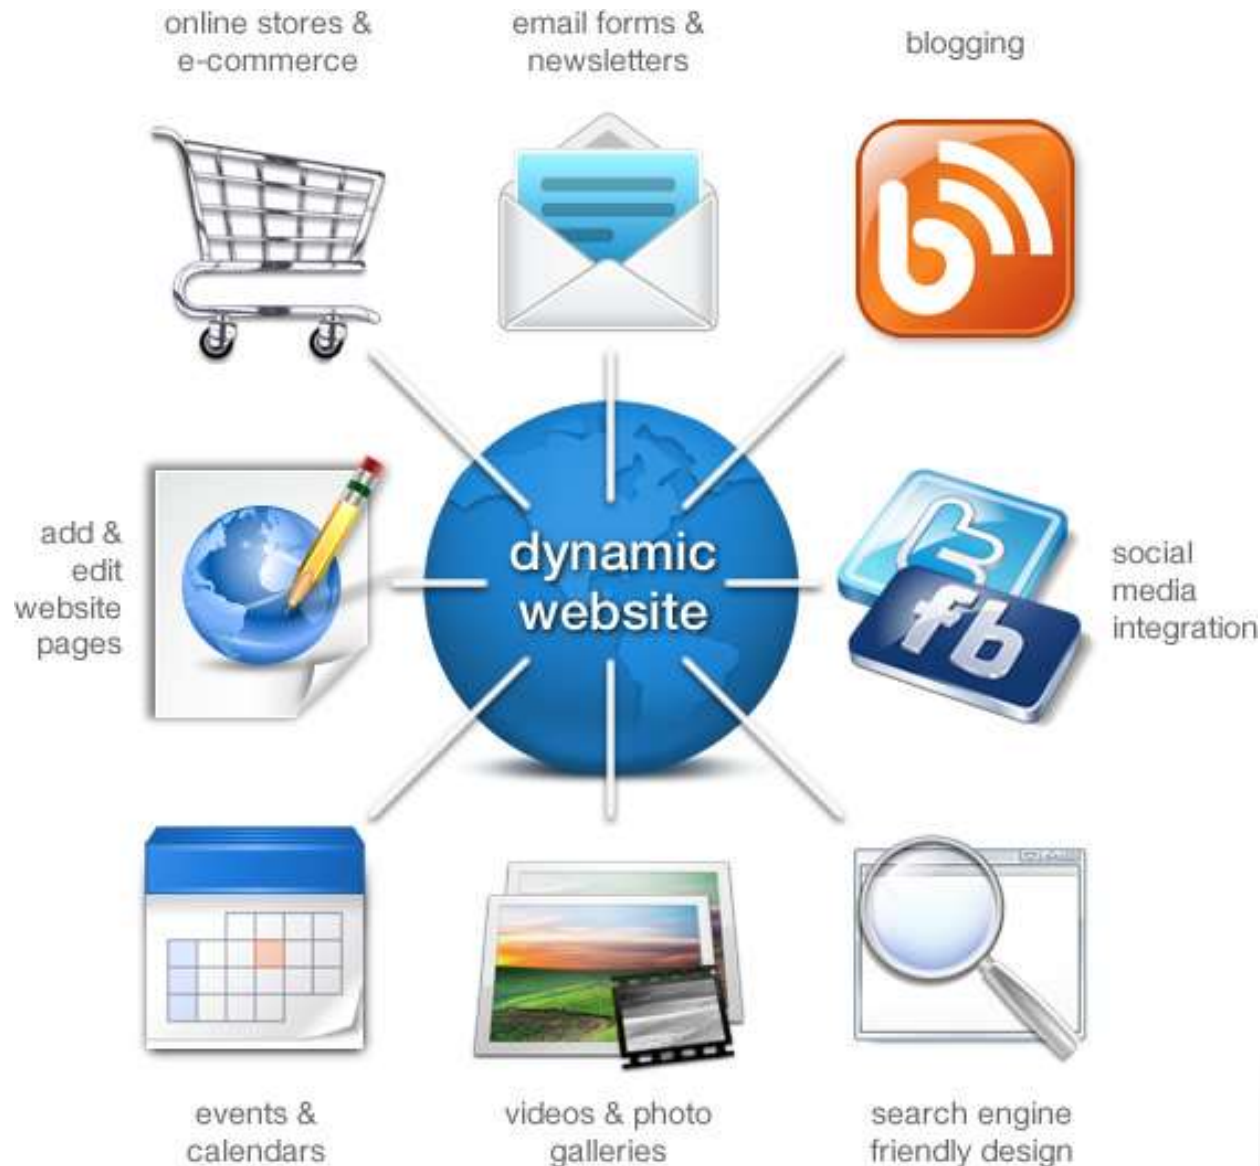 online stores &
e-commerce
email forms &
newsletters
blogging
b
add &
edit
website
pages
dynamic
website
t
fb
social
media
integration
events &
calendars
videos & photo
galleries
search engine
friendly design